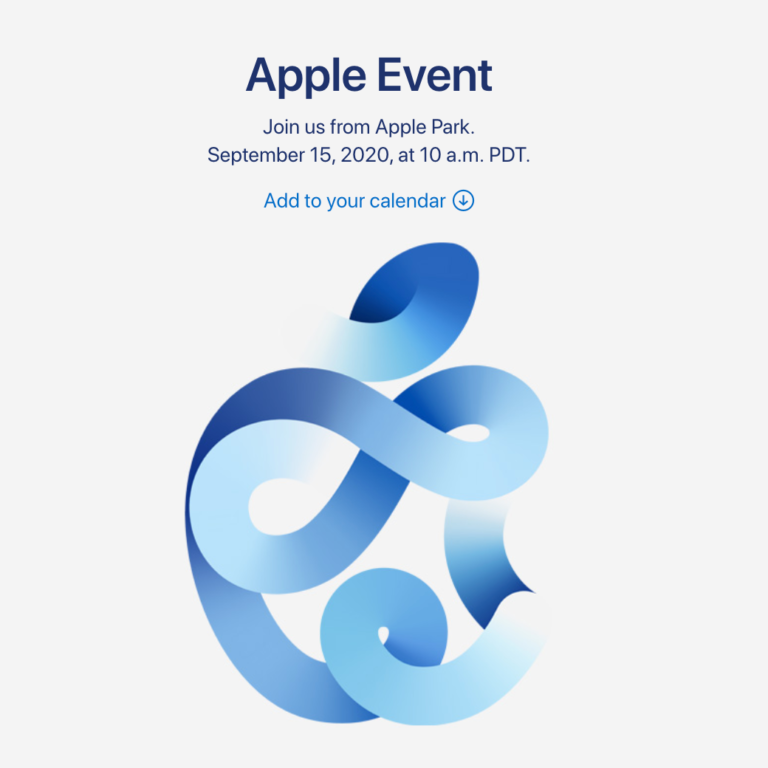 Apple Event
Join us from Apple Park.
September 15, 2020, at 10 a.m. PDT.
Add to your calendar